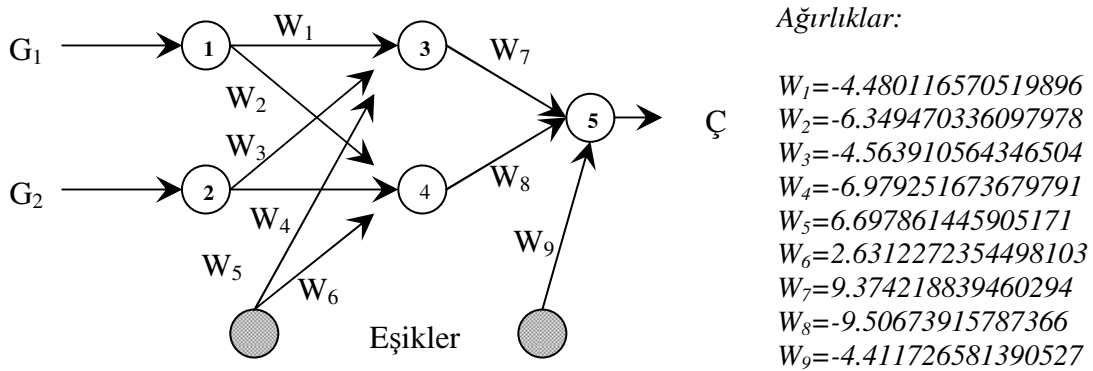 G1
1
W1
3
W7
W2
5
Ç
W3
G2
2
4
W8
W4
W5
W9
W6
Eşikler
Ağırlıklar:
W1=-4.480116570519896
W2=-6.349470336097978
W3=-4.563910564346504
W4=-6.979251673679791
W5=6.697861445905171
W6=2.6312272354498103
W7=9.374218839460294
W8=-9.50673915787366
W9=-4.411726581390527